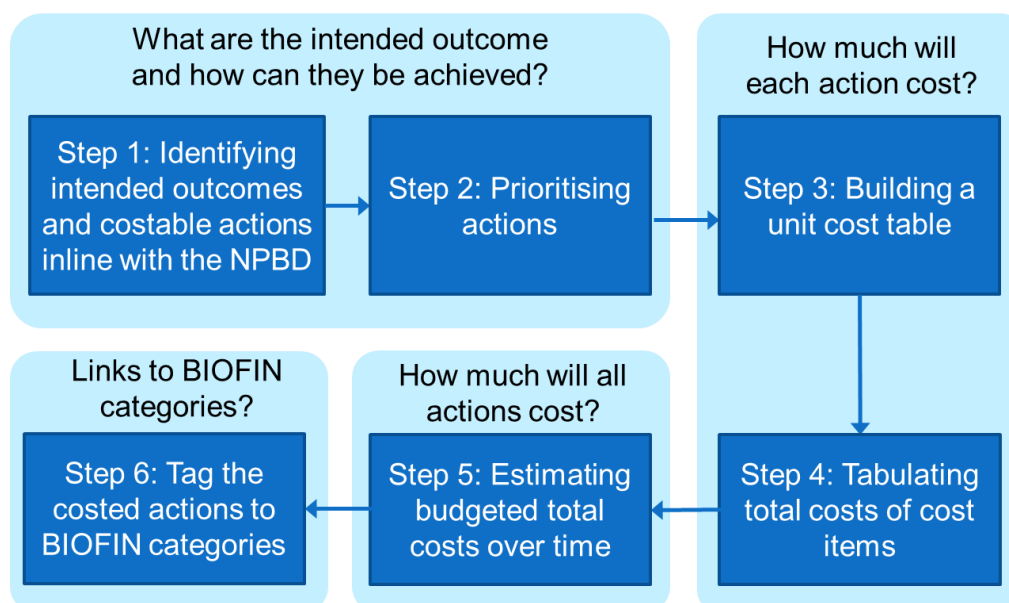 What are the intended outcome
and how can they be achieved?
Step 1: Identifying
intended outcomes
and costable actions
inline with the NPBD
Step 2: Prioritising
actions
How much will
each action cost?
Step 3: Building a
unit cost table
Step 4: Tabulating
total costs of cost
items
How much will all
actions cost?
Step 5: Estimating
budgeted total
costs over time
Links to BIOFIN
categories?
Step 6: Tag the
costed actions to
BIOFIN categories